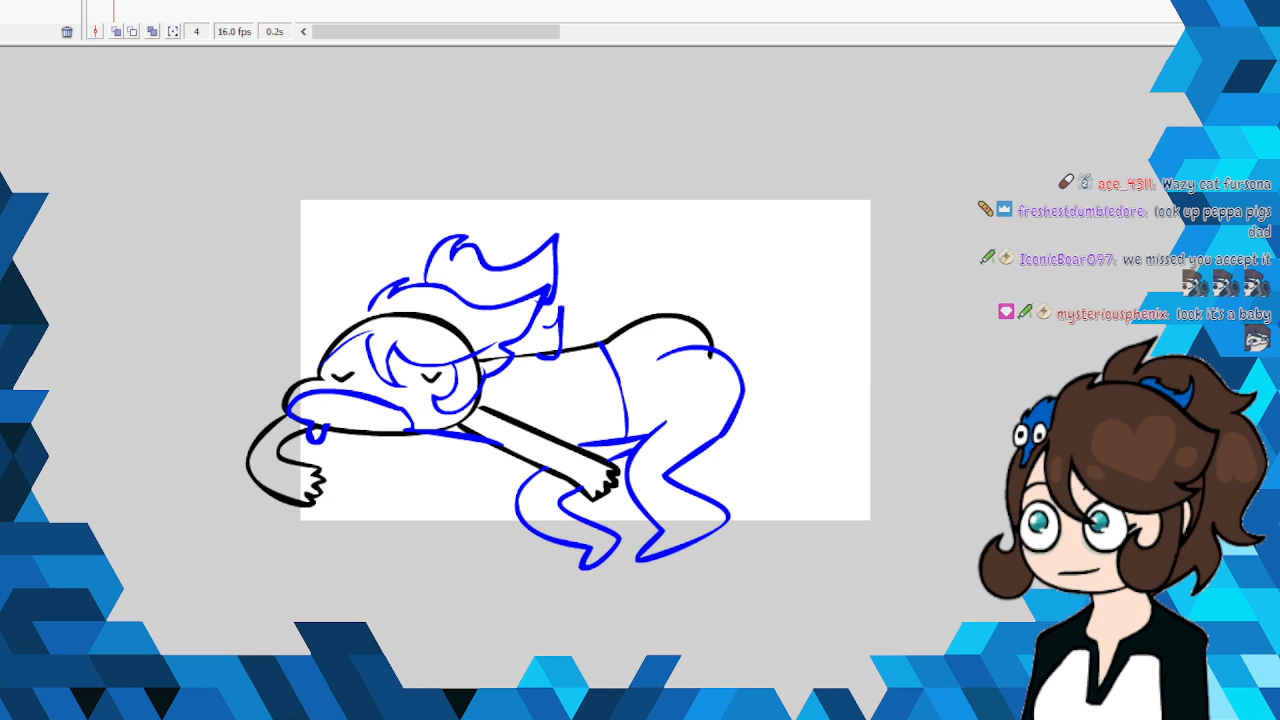 4 16.0 fps 0.2s
ace_4311: Wazy cat fursona
freshestdumbledore: look up peppa pigs
dad
IconicBoar097: we missed you accept it
mysteriousphenix: look it's a baby